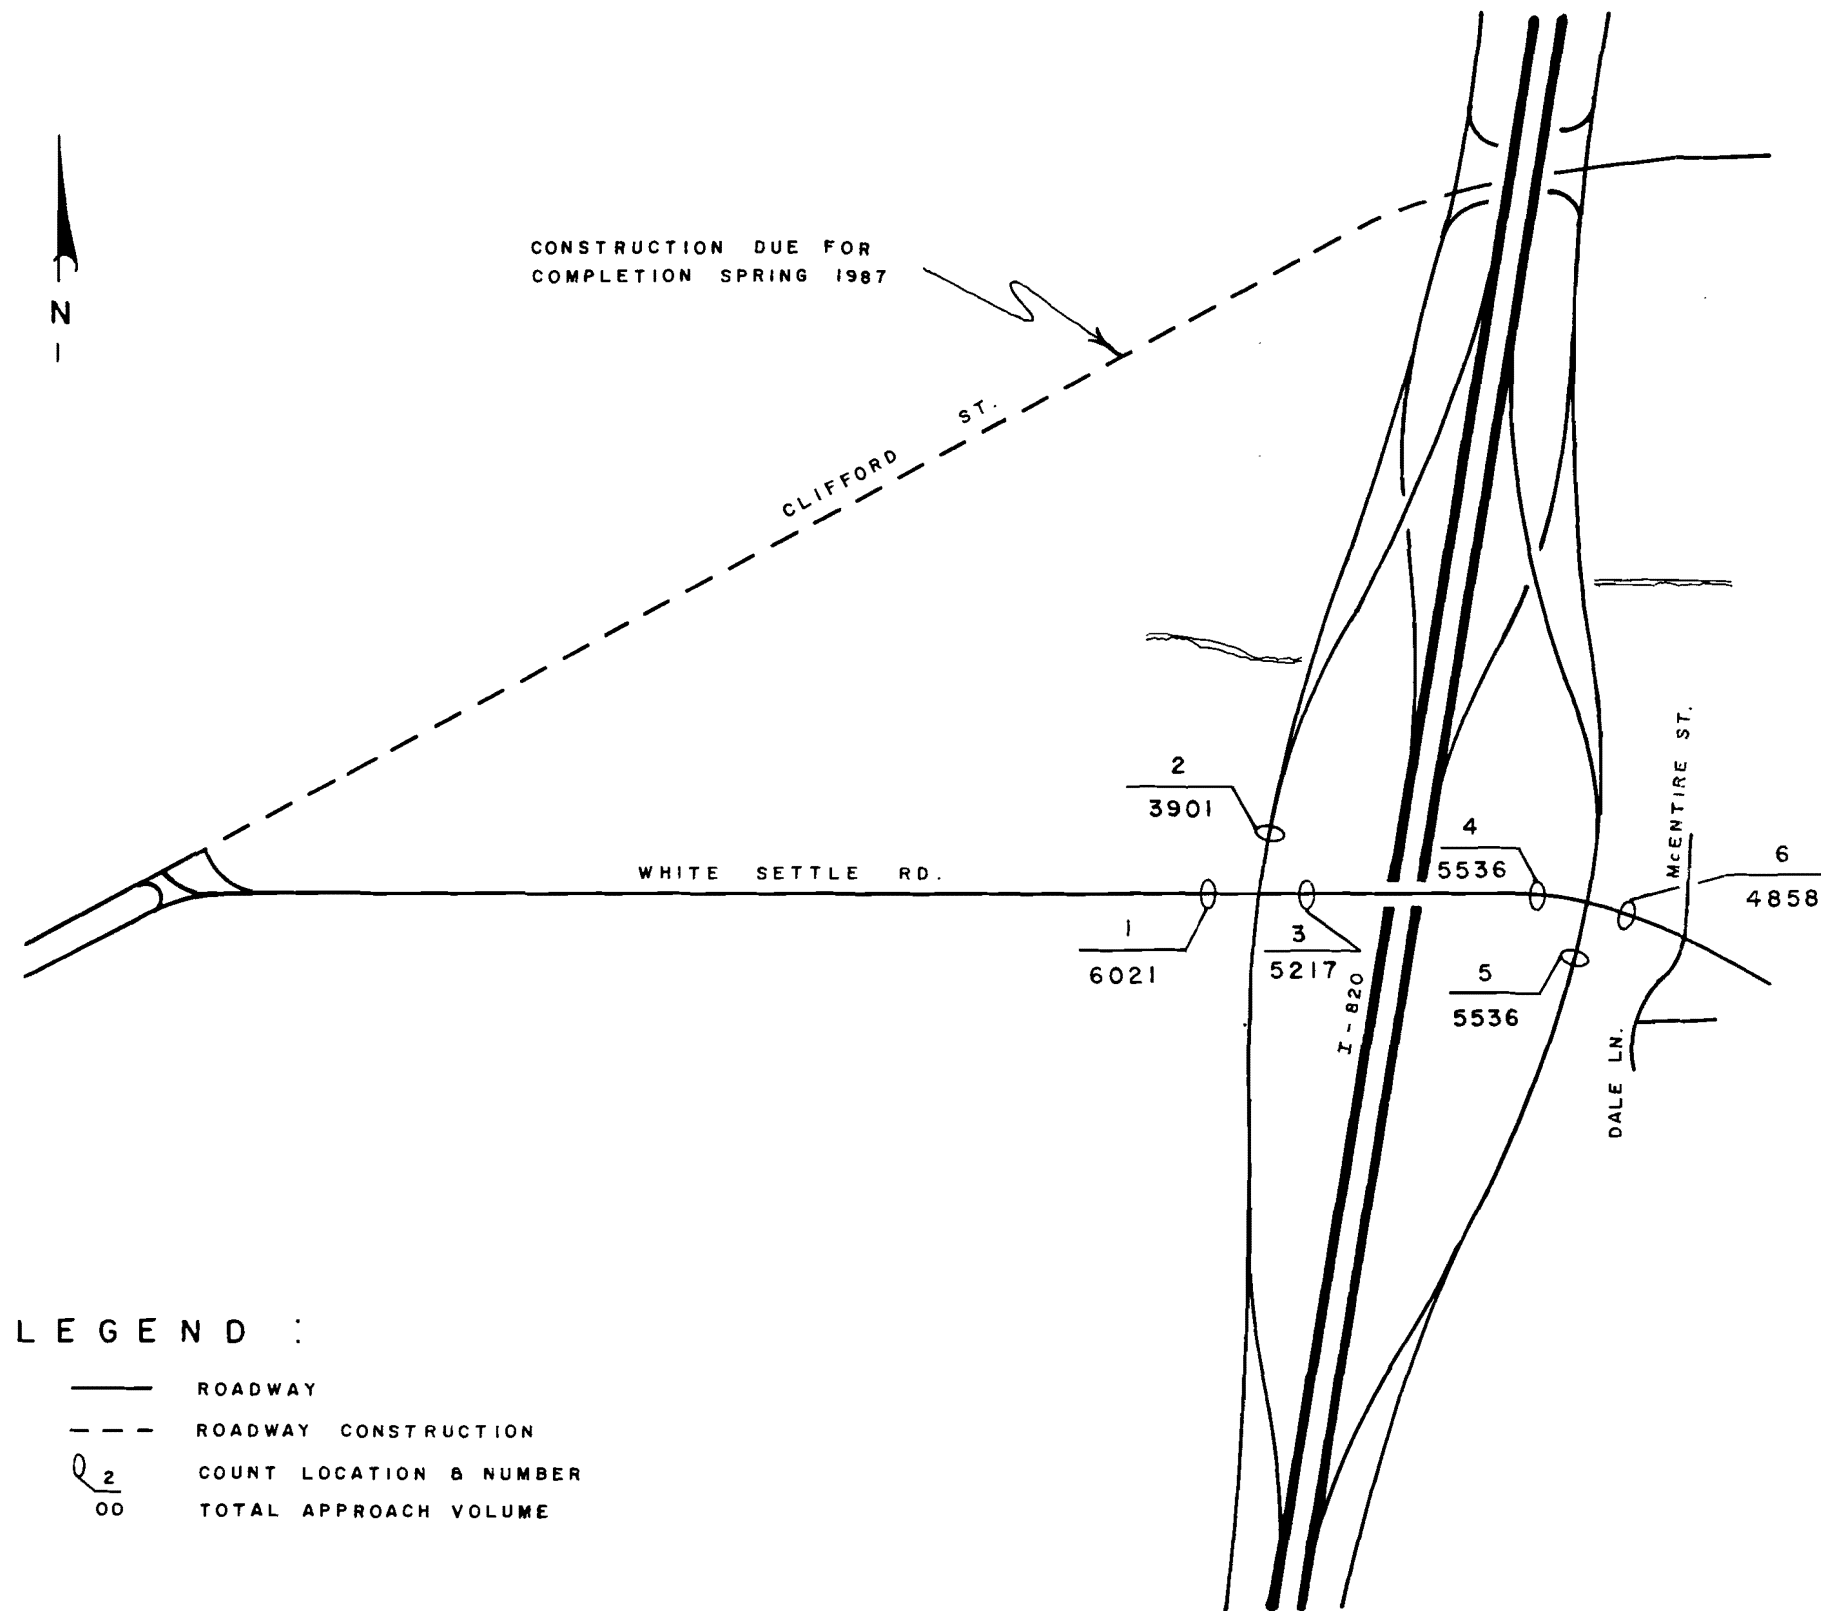 CONSTRUCTION DUE FOR
COMPLETION SPRING 1987
N
CLIFFORD ST.
McENTIRE ST.
2
3901
4
5536
6
4858
WHITE SETTLE RD.
1
6021
3
5217
5
5536
I-820
DALE LN.
LEGEND :
ROADWAY
ROADWAY CONSTRUCTION
2 COUNT LOCATION & NUMBER
00 TOTAL APPROACH VOLUME